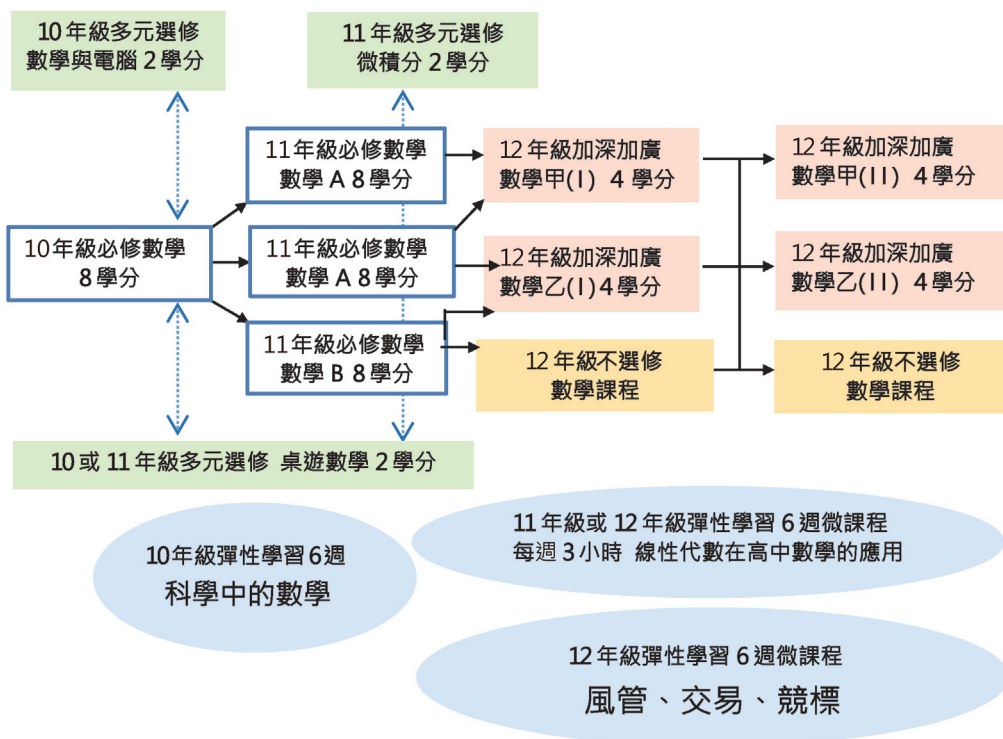 10年級多元選修
數學與電腦2學分
11年級多元選修
微積分2學分
11年級必修數學
數學A 8學分
12年級加深加廣
數學甲(I) 4學分
12年級加深加廣
數學甲(II) 4學分
10年級必修數學
8學分
11年級必修數學
數學A 8學分
12年級加深加廣
數學乙(I)4學分
12年級加深加廣
數學乙(II) 4學分
11年級必修數學
數學B 8學分
12年級不選修
數學課程
12年級不選修
數學課程
10或11年級多元選修 桌遊數學2學分
10年級彈性學習6週
科學中的數學
11年級或12年級彈性學習6週微課程
每週3小時 線性代數在高中數學的應用
12年級彈性學習6週微課程
風管、交易、競標